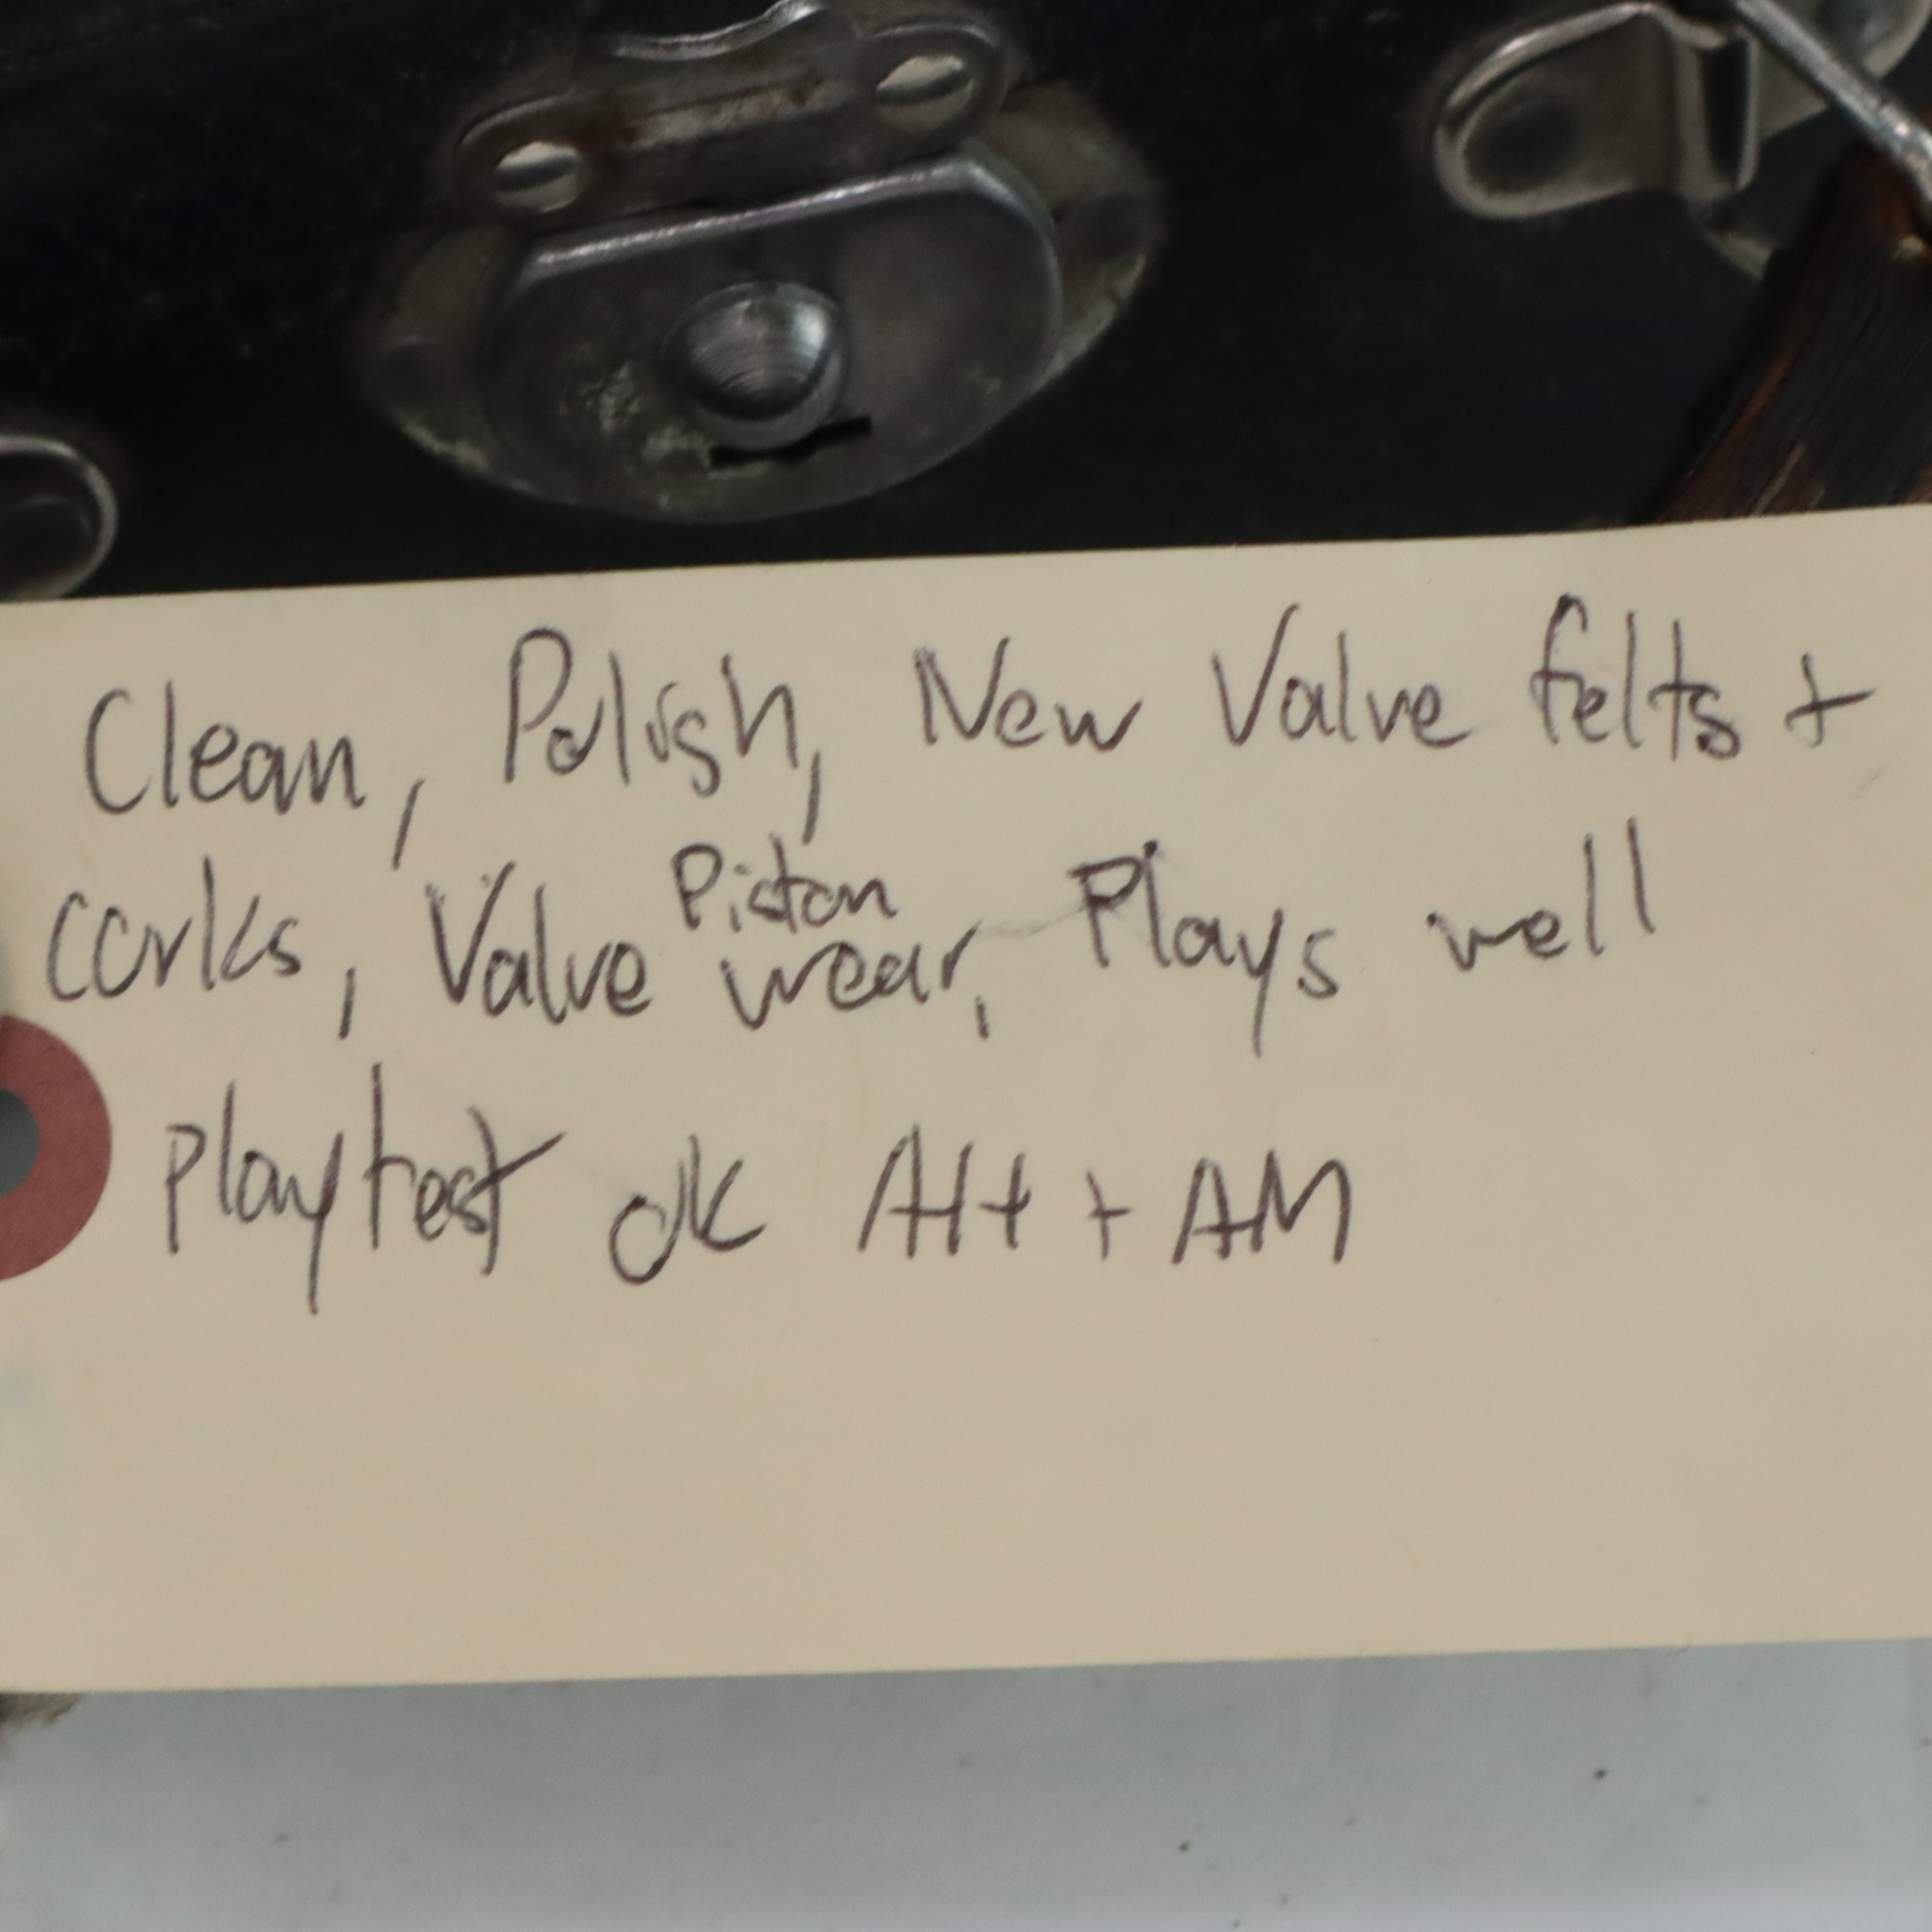 Clean, Polish, New Valve felts +
corks, Valve Piston wear, Plays well
Playtest ok AH + AM